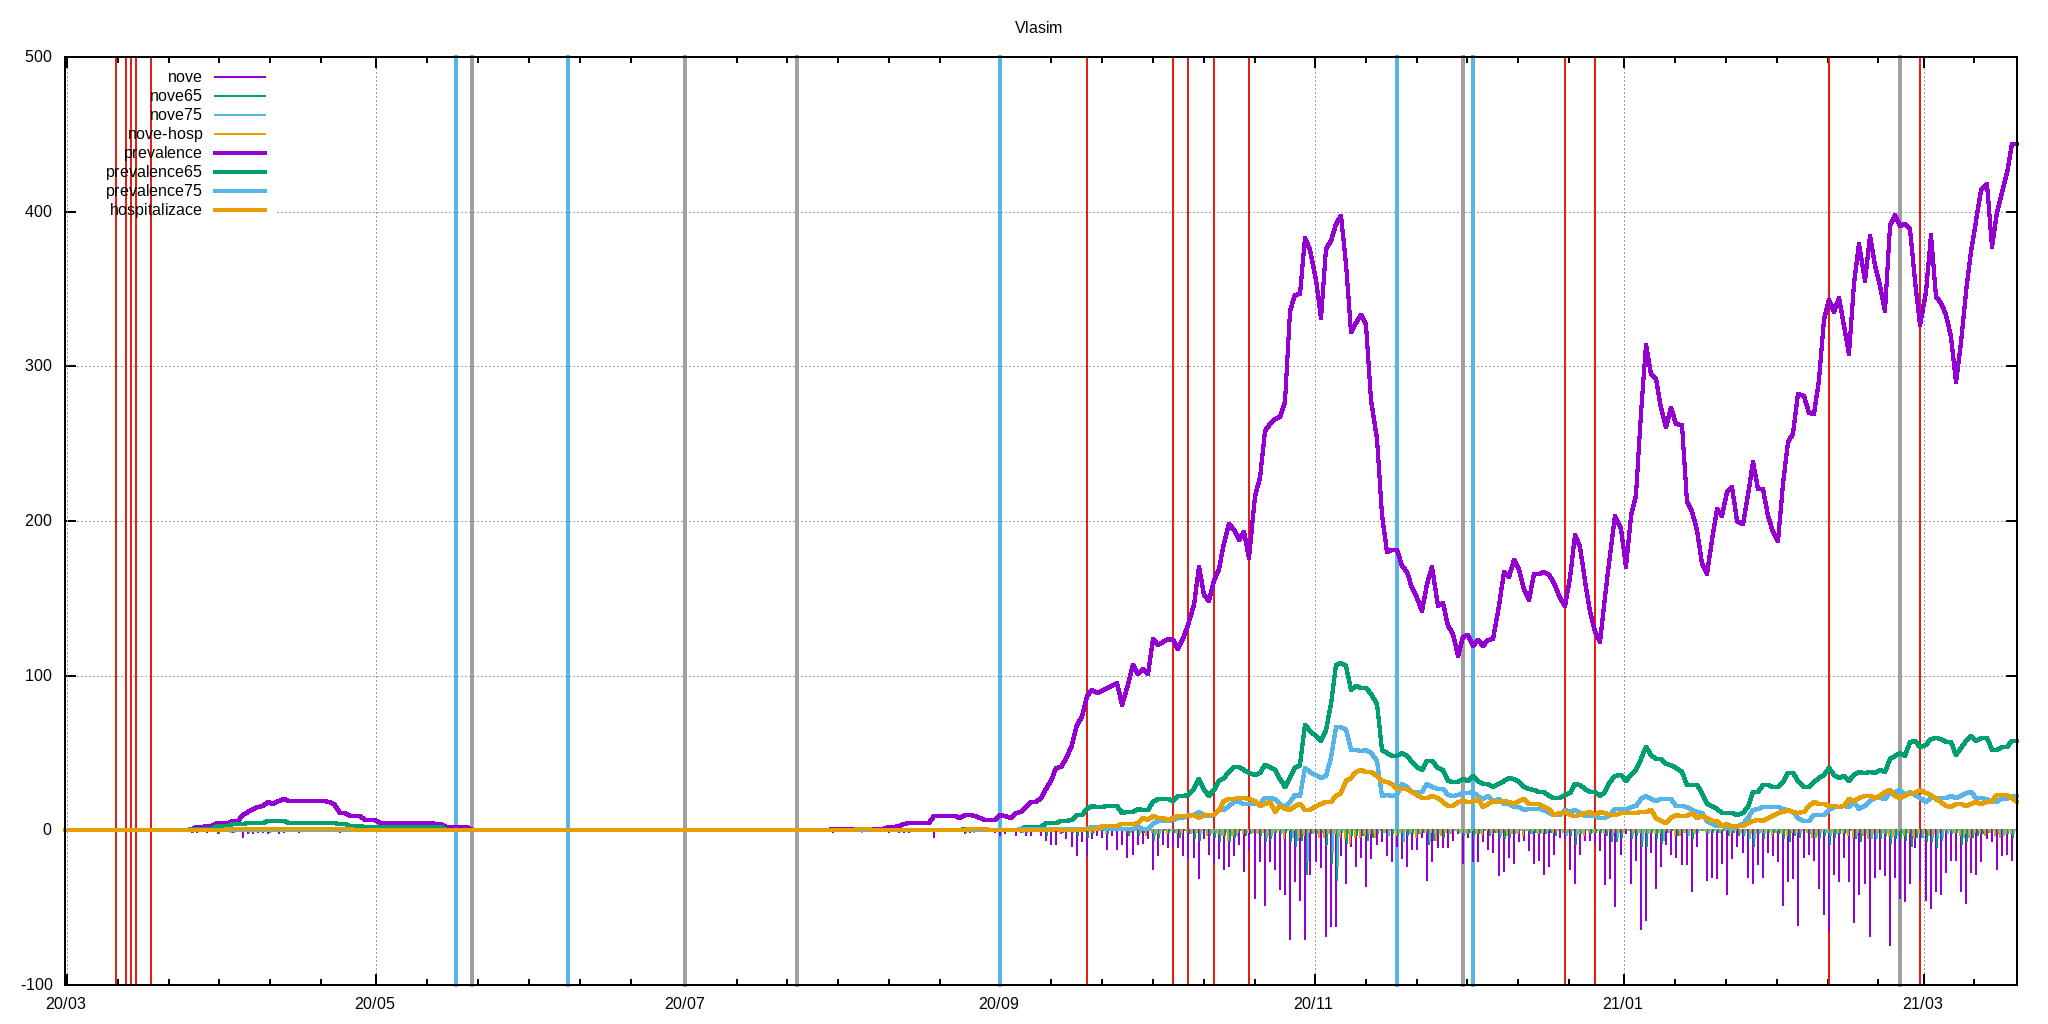 Vlasim
500
nove
nove65
nove75
nove-hosp
prevalence
prevalence65
prevalence75
hospitalizace
400
300
200
100
0
-100
20/03 20/05 20/07 20/09 20/11 21/01 21/03